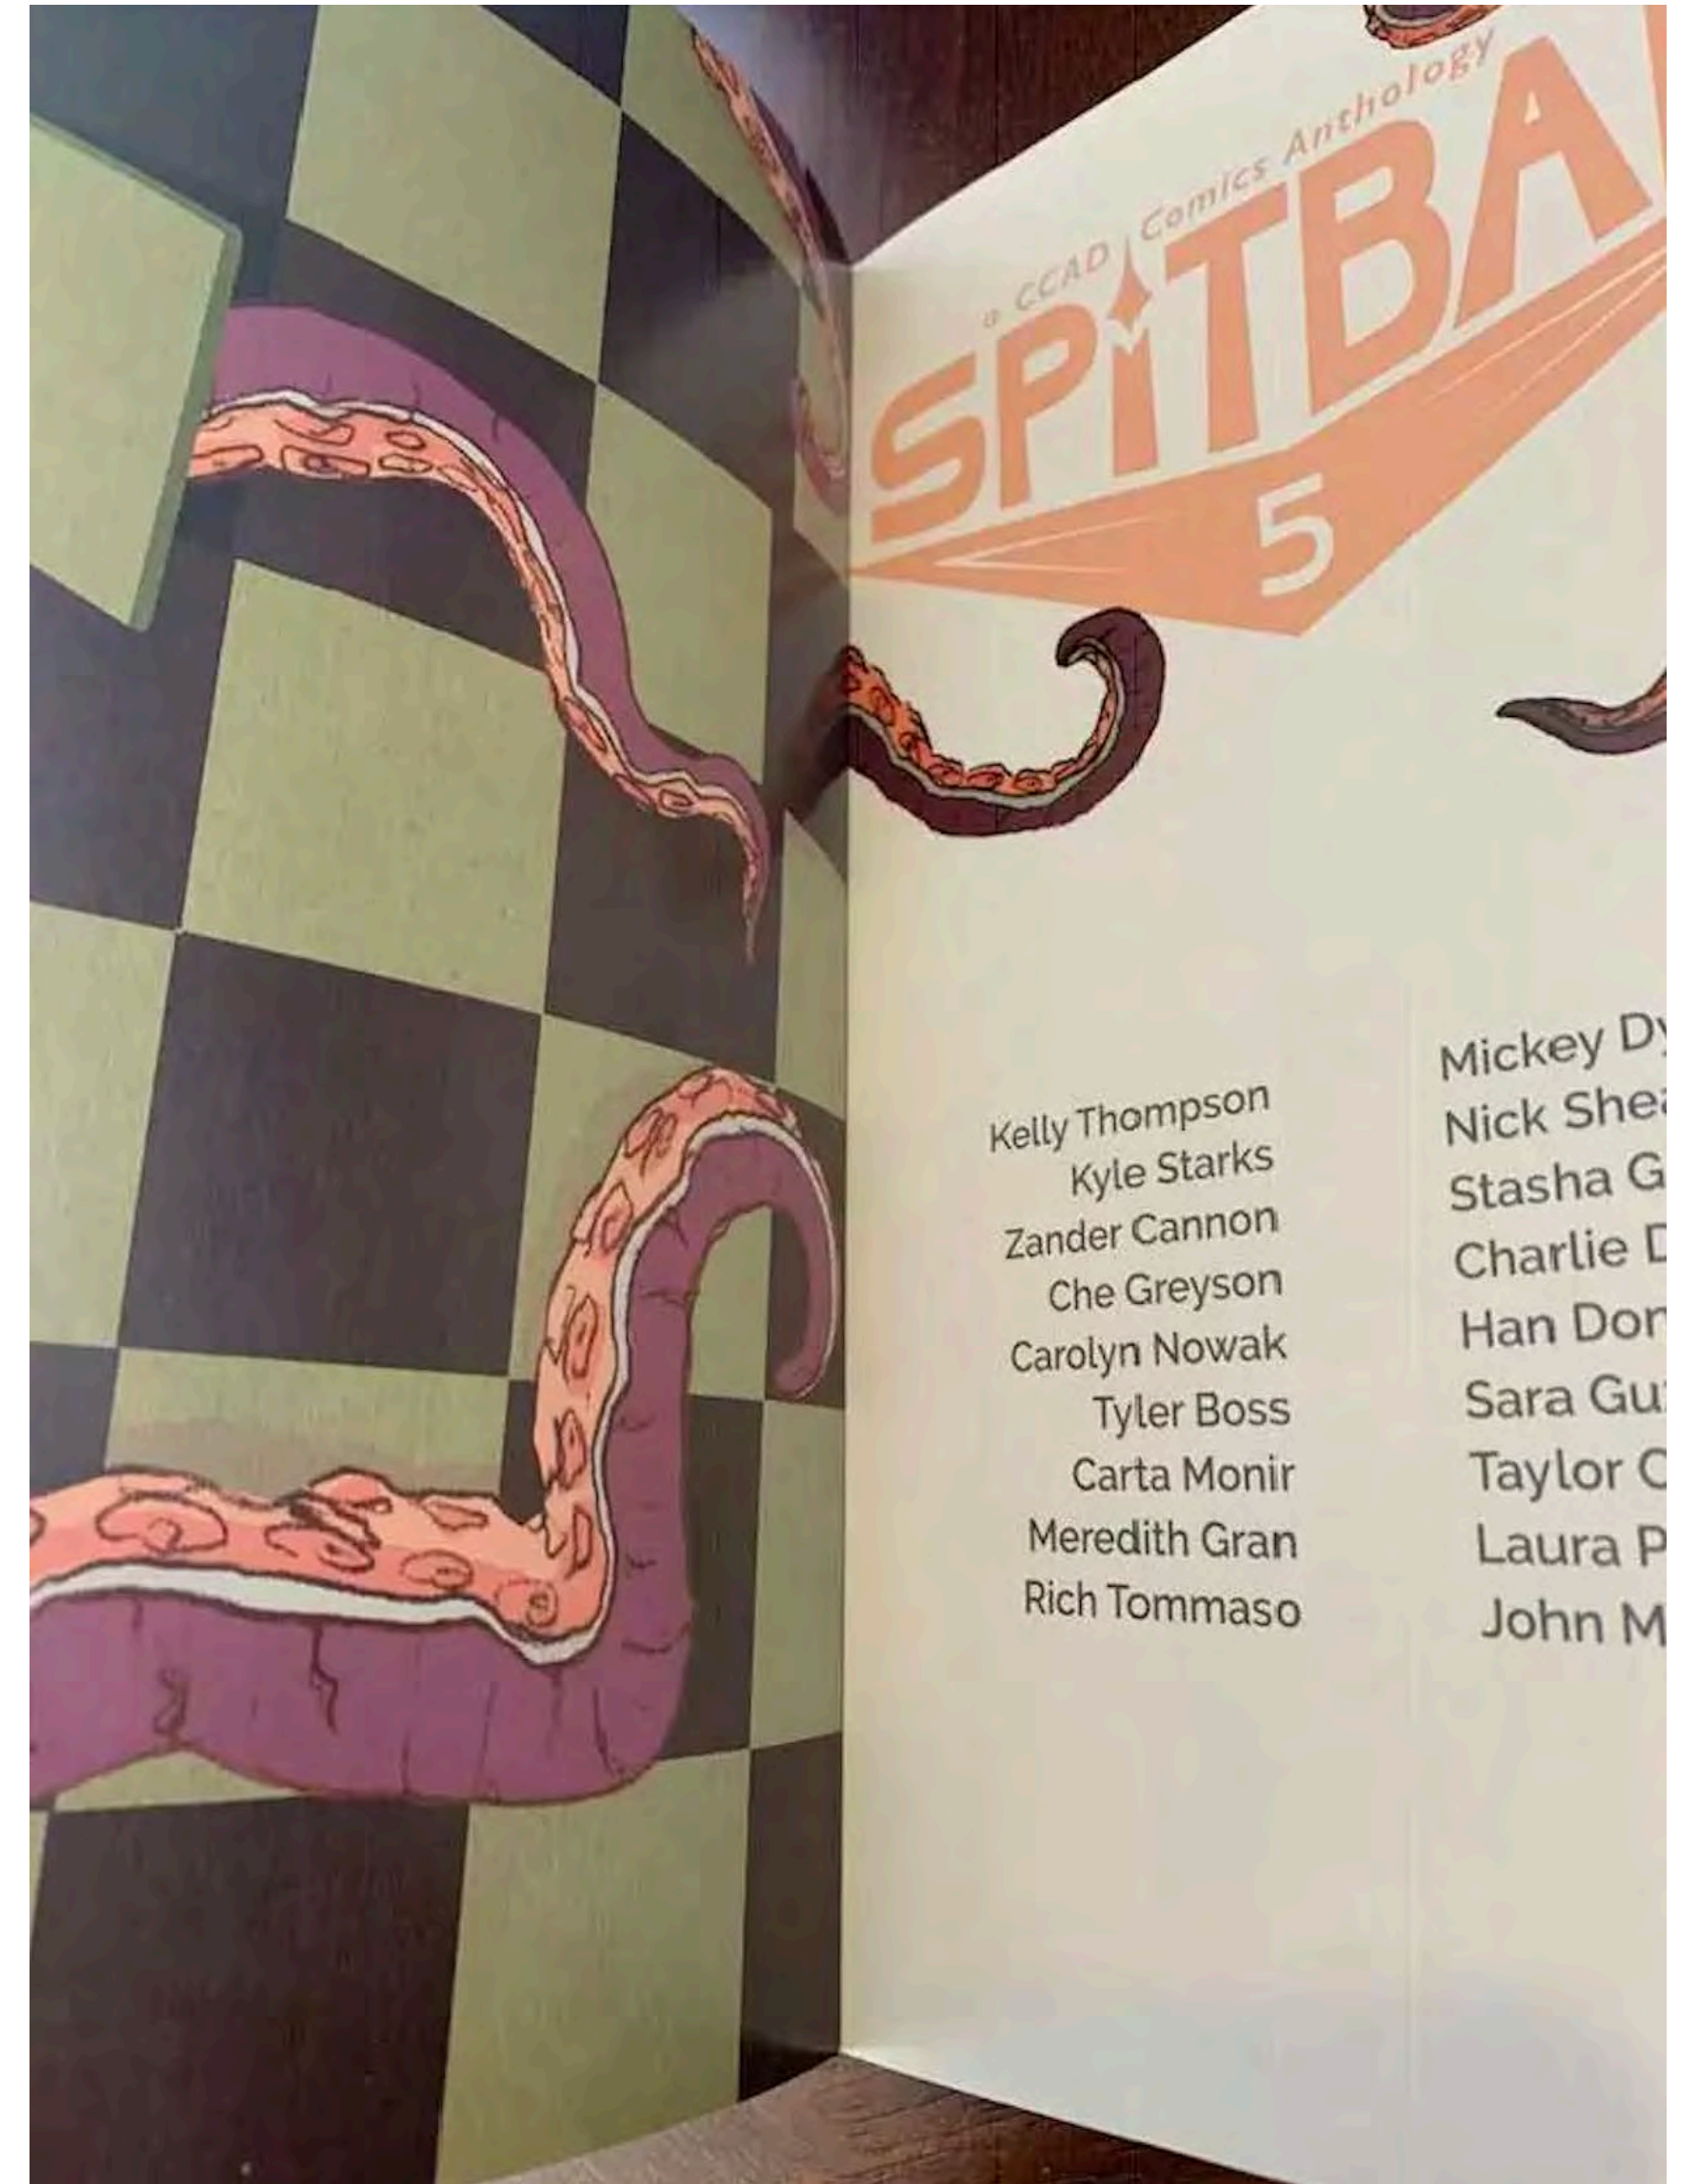 a CCAD Comics Anthology
SPiTBA
5
Kelly Thompson
Kyle Starks
Zander Cannon
Che Greyson
Carolyn Nowak
Tyler Boss
Carta Monir
Meredith Gran
Rich Tommaso
Mickey
Nick
Stasha
Charlie
Han
Sara
Taylor
Laura
John